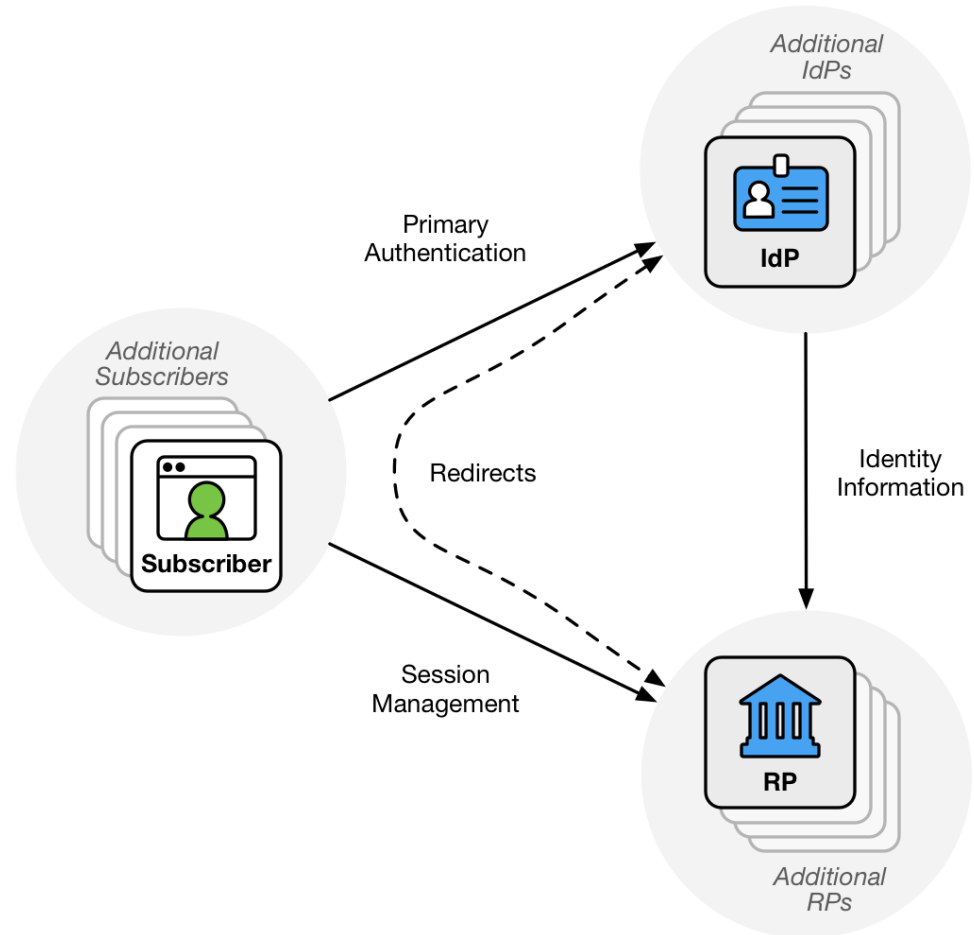 Additional
IdPs
IdP
Primary
Authentication
Additional
Subscribers
Subscriber
Redirects
Identity
Information
Session
Management
RP
Additional
RPs